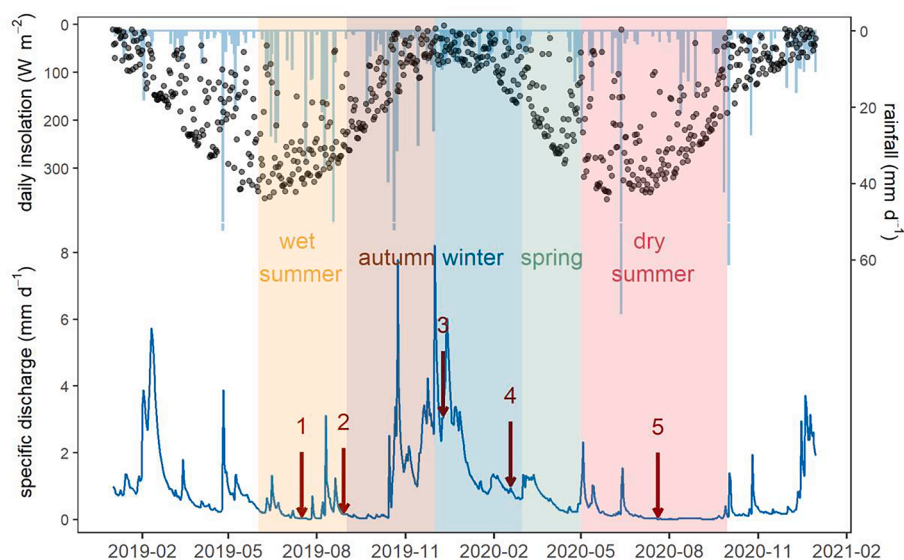 daily insolation (W m⁻²)
0
100
200
300
0
20
40
60
rainfall (mm d⁻¹)
wet
summer
autumn
winter
spring
dry
summer
specific discharge (mm d⁻¹)
8
6
4
2
0
1
2
3
4
5
2019-02
2019-05
2019-08
2019-11
2020-02
2020-05
2020-08
2020-11
2021-02